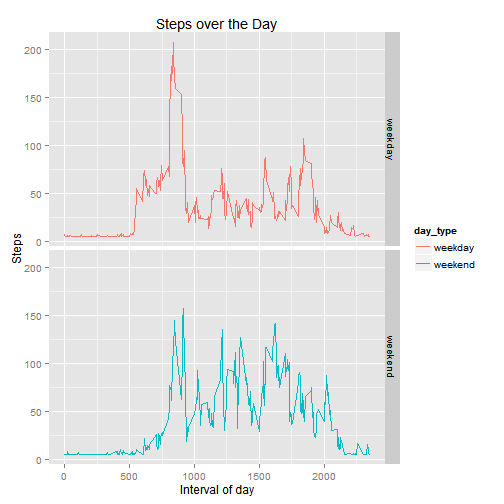 Steps over the Day
Steps
200
150
100
50
0
weekday
200
150
100
50
0
weekend
0
500
1000
1500
2000
Interval of day
day_type
weekday
weekend